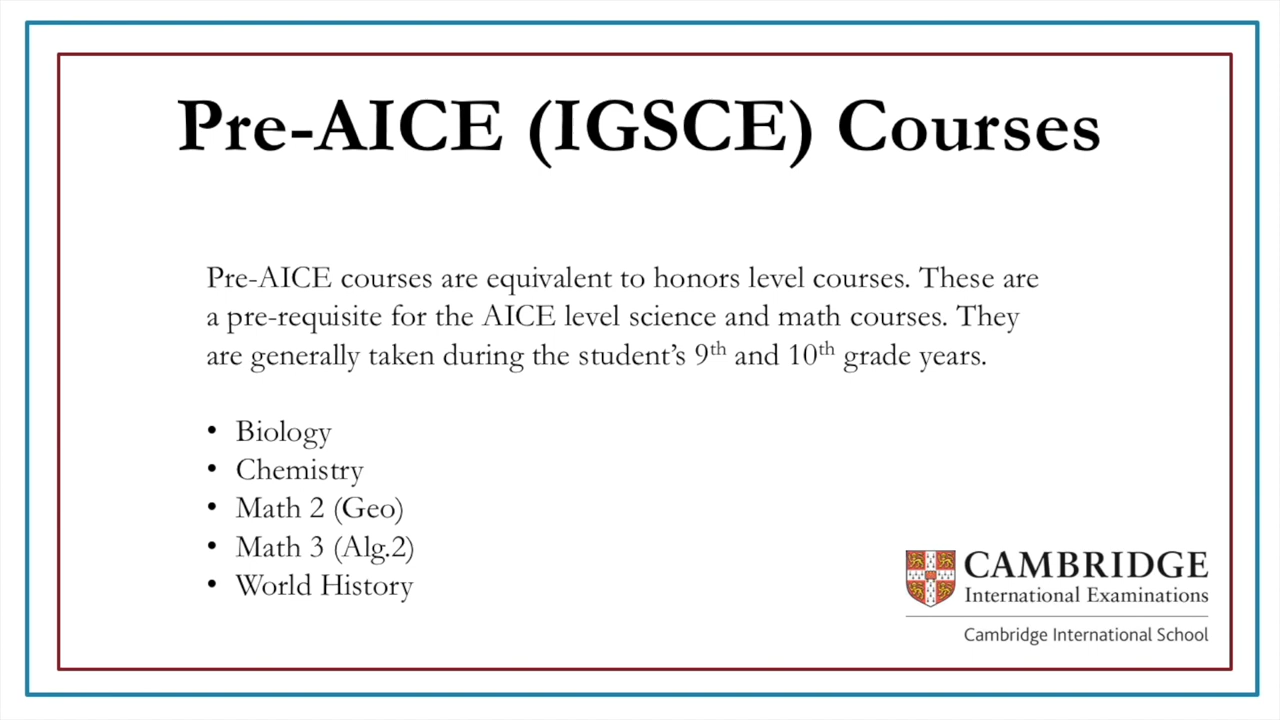 Pre-AICE (IGSCE) Courses
Pre-AICE courses are equivalent to honors level courses. These are
a pre-requisite for the AICE level science and math courses. They
are generally taken during the student’s 9th and 10th grade years.
• Biology
• Chemistry
• Math 2 (Geo)
• Math 3 (Alg.2)
• World History
CAMBRIDGE
International Examinations
Cambridge International School